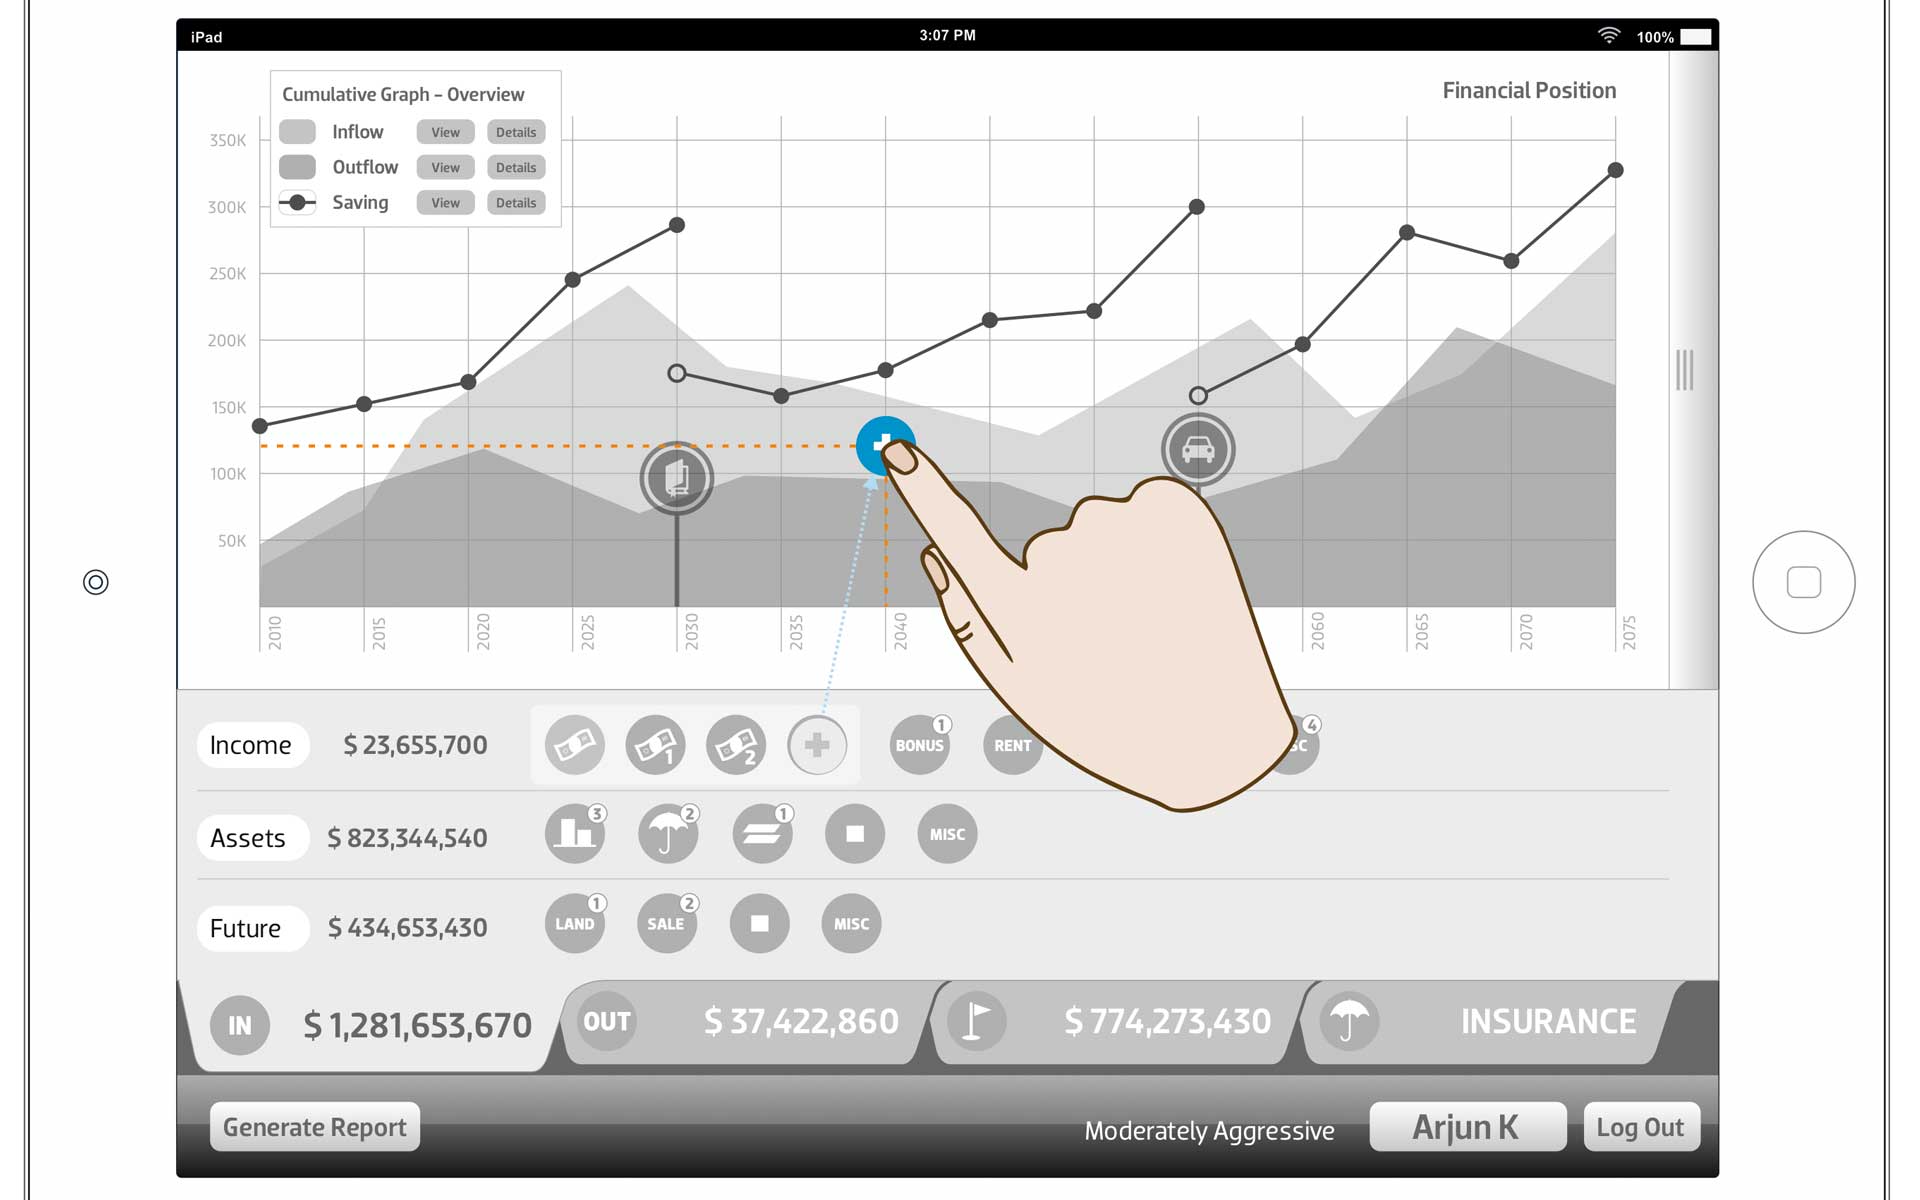 iPad 3:07 PM 100%
Financial Position
Cumulative Graph – Overview
Inflow View Details
Outflow View Details
Saving View Details
350K
300K
250K
200K
150K
100K
50K
2010 2015 2020 2025 2030 2035 2040 2060 2065 2070 2075
Income $ 23,655,700 1 2 BONUS 1 RENT SC 4
Assets $ 823,344,540 3 2 1 MISC
Future $ 434,653,430 LAND 1 SALE 2 MISC
IN $ 1,281,653,670 OUT $ 37,422,860 $ 774,273,430 INSURANCE
Generate Report Moderately Aggressive Arjun K Log Out